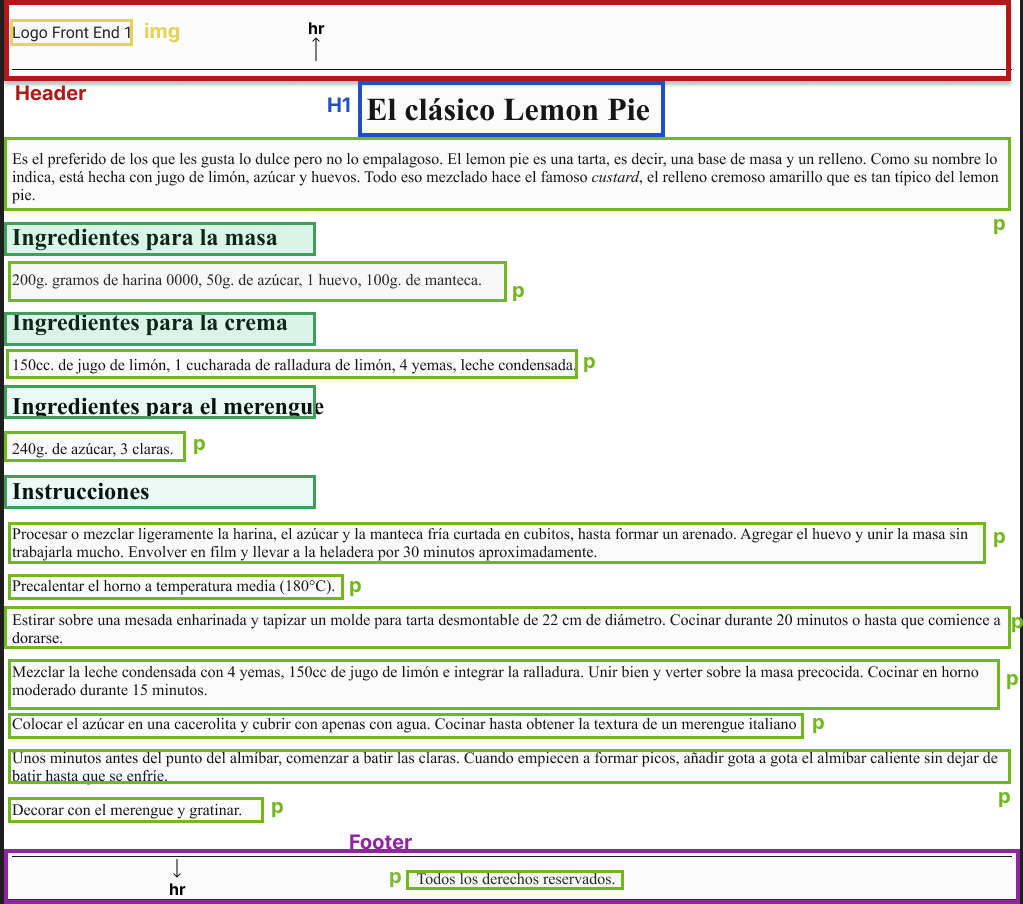 Logo Front End 1 img
hr
Header
H1 El clásico Lemon Pie
Es el preferido de los que les gusta lo dulce pero no lo empalagoso. El lemon pie es una tarta, es decir, una base de masa y un relleno. Como su nombre lo
indica, está hecha con jugo de limón, azúcar y huevos. Todo eso mezclado hace el famoso custard, el relleno cremoso amarillo que es tan típico del lemon
pie.
p
Ingredientes para la masa
200g. gramos de harina 0000, 50g. de azúcar, 1 huevo, 100g. de manteca.
p
Ingredientes para la crema
150cc. de jugo de limón, 1 cucharada de ralladura de limón, 4 yemas, leche condensada. p
Ingredientes para el merengue
240g. de azúcar, 3 claras. p
Instrucciones
Procesar o mezclar ligeramente la harina, el azúcar y la manteca fría curtada en cubitos, hasta formar un arenado. Agregar el huevo y unir la masa sin
trabajarla mucho. Envolver en film y llevar a la heladera por 30 minutos aproximadamente.
p
Precalentar el horno a temperatura media (180°C). p
Estirar sobre una mesada enharinada y tapizar un molde para tarta desmontable de 22 cm de diámetro. Cocinar durante 20 minutos o hasta que comience a
dorarse.
p
Mezclar la leche condensada con 4 yemas, 150cc de jugo de limón e integrar la ralladura. Unir bien y verter sobre la masa precocida. Cocinar en horno
moderado durante 15 minutos.
p
Colocar el azúcar en una cacerolita y cubrir con apenas con agua. Cocinar hasta obtener la textura de un merengue italiano p
Unos minutos antes del punto del almíbar, comenzar a batir las claras. Cuando empiecen a formar picos, añadir gota a gota el almíbar caliente sin dejar de
batir hasta que se enfríe.
p
Decorar con el merengue y gratinar. p
Footer
p Todos los derechos reservados.
hr